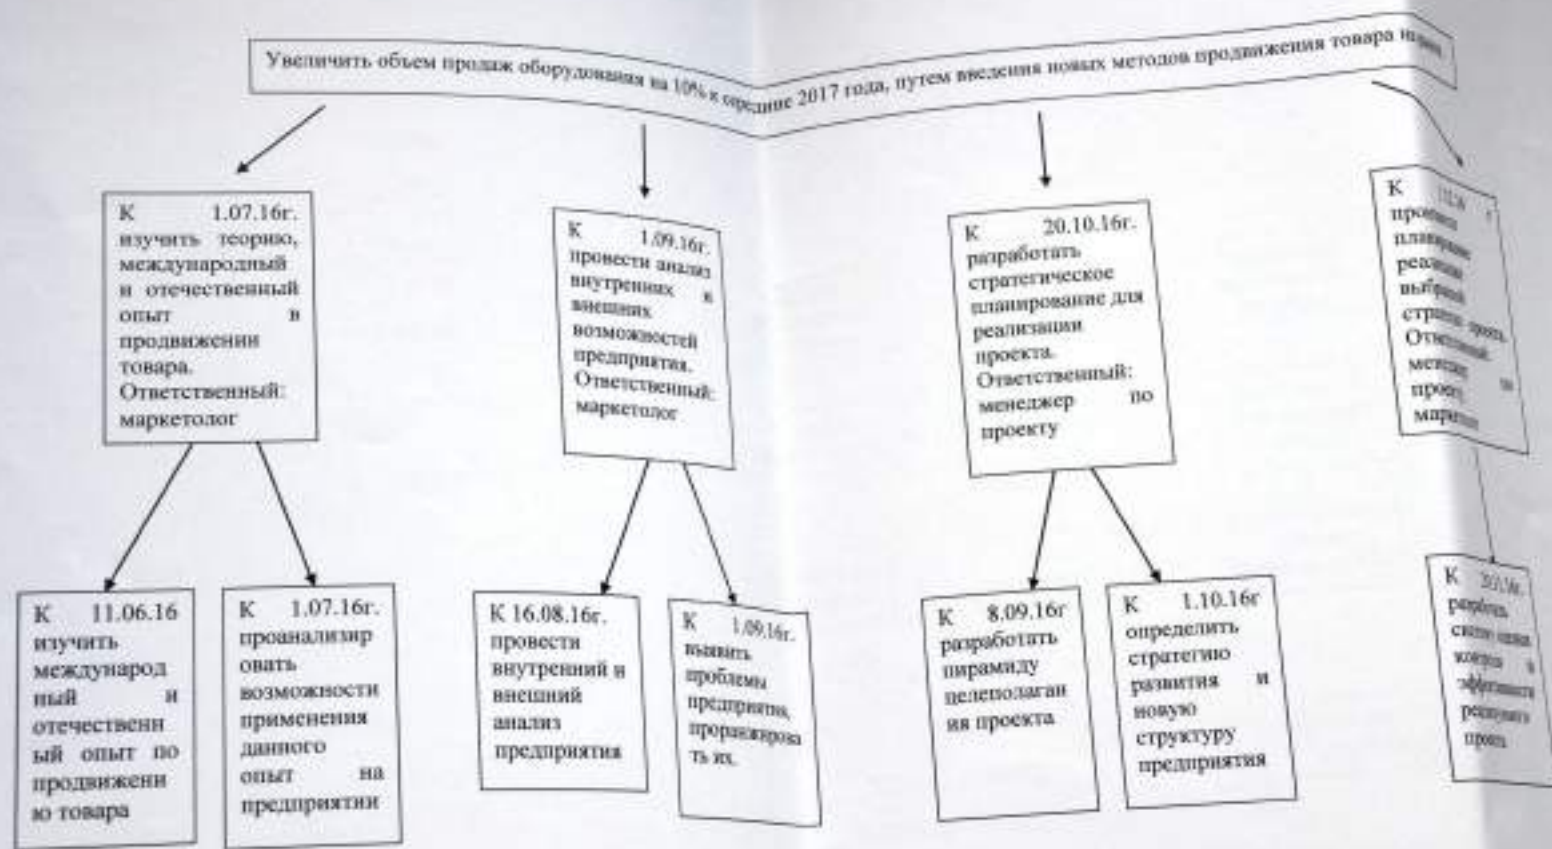 Увеличить объем продаж оборудования на 10% к середине 2017 года, путем введения новых методов продвижения товара на
К 1.07.16г.
изучить теорию,
международный
и отечественный
опыт в
продвижении
товара.
Ответственный:
маркетолог
К 1.09.16г.
провести анализ
внутренних и
внешних
возможностей
предприятия.
Ответственный:
маркетолог
К 20.10.16г.
разработать
стратегическое
планирование для
реализации
проекта.
Ответственный:
менеджер по
проекту
К
К 11.06.16
изучить
международ
ный и
отечественн
ый опыт по
продвижени
ю товара
К 1.07.16г.
проанализир
овать
возможности
применения
данного
опыт на
предприятии
К 16.08.16г.
провести
внутренний и
внешний
анализ
предприятия
К 1.09.16г.
выявить
проблемы
предприятия,
проранжирова
ть их.
К 8.09.16г
разработать
пирамиду
целеполаган
ия проекта
К 1.10.16г
определить
стратегию
развития и
новую
структуру
предприятия
К